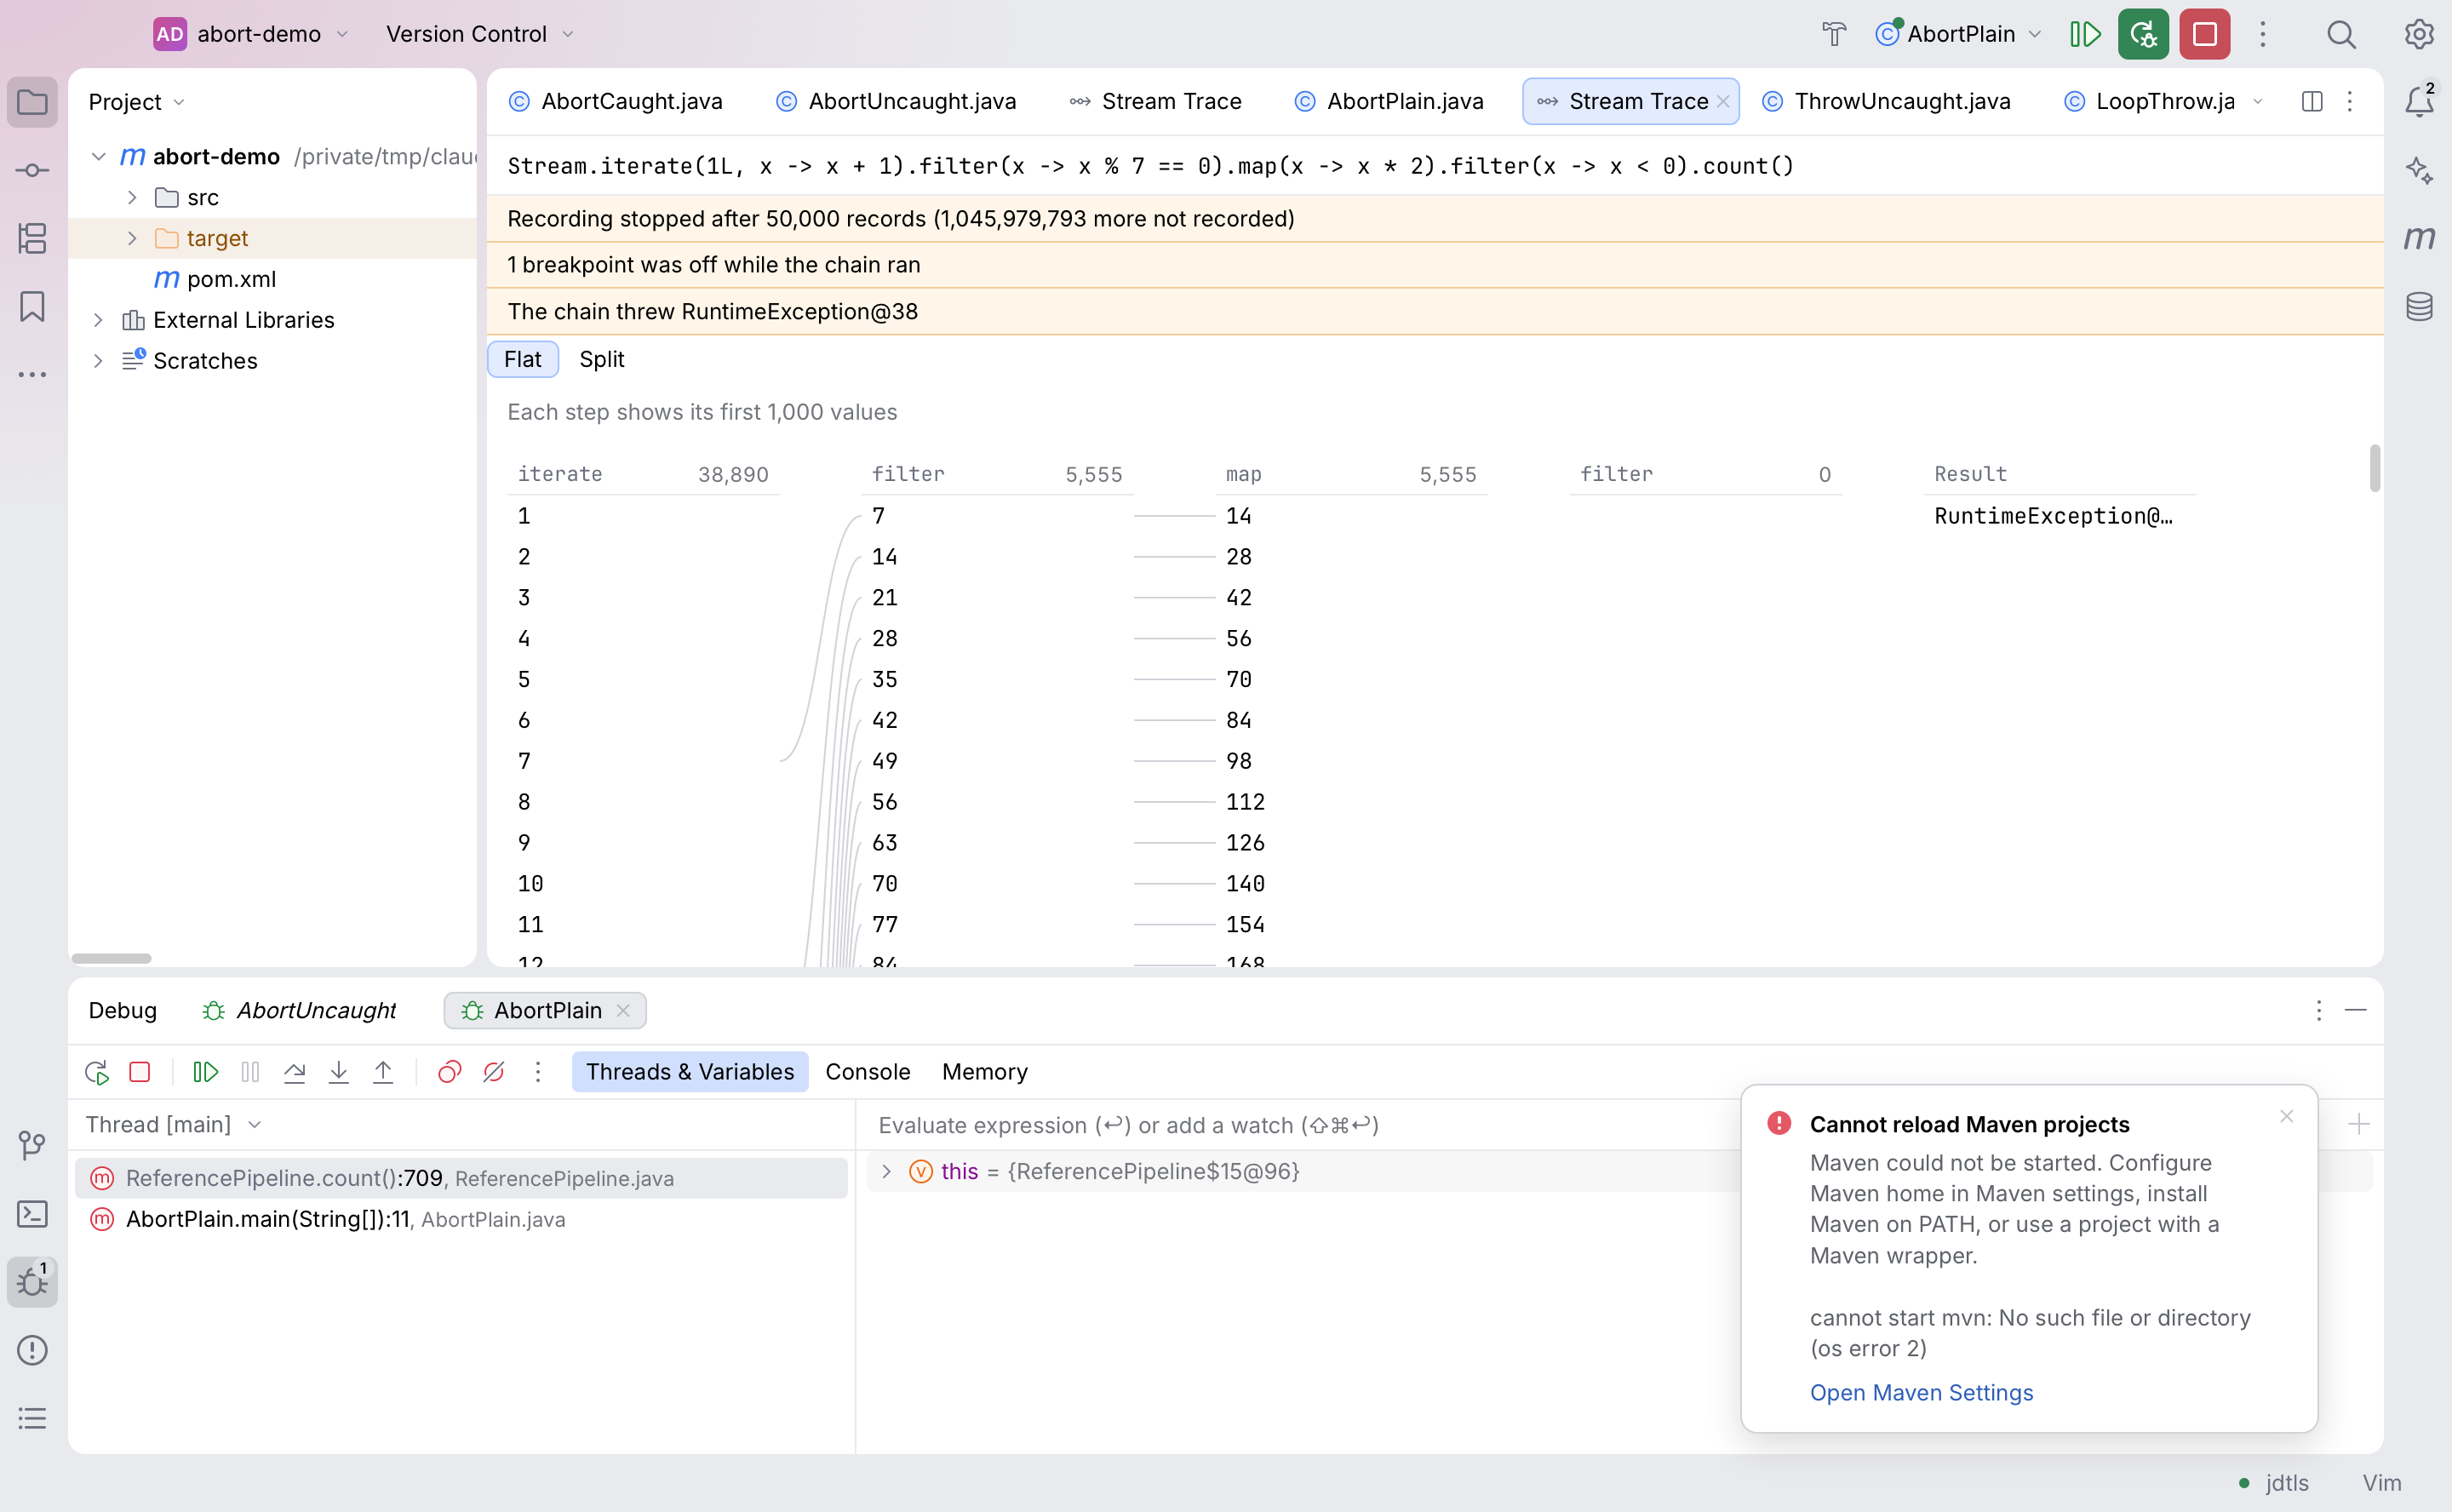 AD abort-demo Version Control AbortPlain
Project
abort-demo /private/tmp/clau
src
target
pom.xml
External Libraries
Scratches
AbortCaught.java AbortUncaught.java Stream Trace AbortPlain.java Stream Trace ThrowUncaught.java LoopThrow.ja
2
Stream.iterate(1L, x -> x + 1).filter(x -> x % 7 == 0).map(x -> x * 2).filter(x -> x < 0).count()
Recording stopped after 50,000 records (1,045,979,793 more not recorded)
1 breakpoint was off while the chain ran
The chain threw RuntimeException@38
Flat Split
Each step shows its first 1,000 values
iterate 38,890 filter 5,555 map 5,555 filter 0 Result
1 7 14 RuntimeException@…
2 14 28
3 21 42
4 28 56
5 35 70
6 42 84
7 49 98
8 56 112
9 63 126
10 70 140
11 77 154
12 84 168
Debug AbortUncaught AbortPlain
Threads & Variables Console Memory
Thread [main]
ReferencePipeline.count():709, ReferencePipeline.java
AbortPlain.main(String[]):11, AbortPlain.java
Evaluate expression (↩) or add a watch (⇧⌘↩)
this = {ReferencePipeline$15@96}
1
Cannot reload Maven projects
Maven could not be started. Configure
Maven home in Maven settings, install
Maven on PATH, or use a project with a
Maven wrapper.
cannot start mvn: No such file or directory
(os error 2)
Open Maven Settings
jdtls Vim